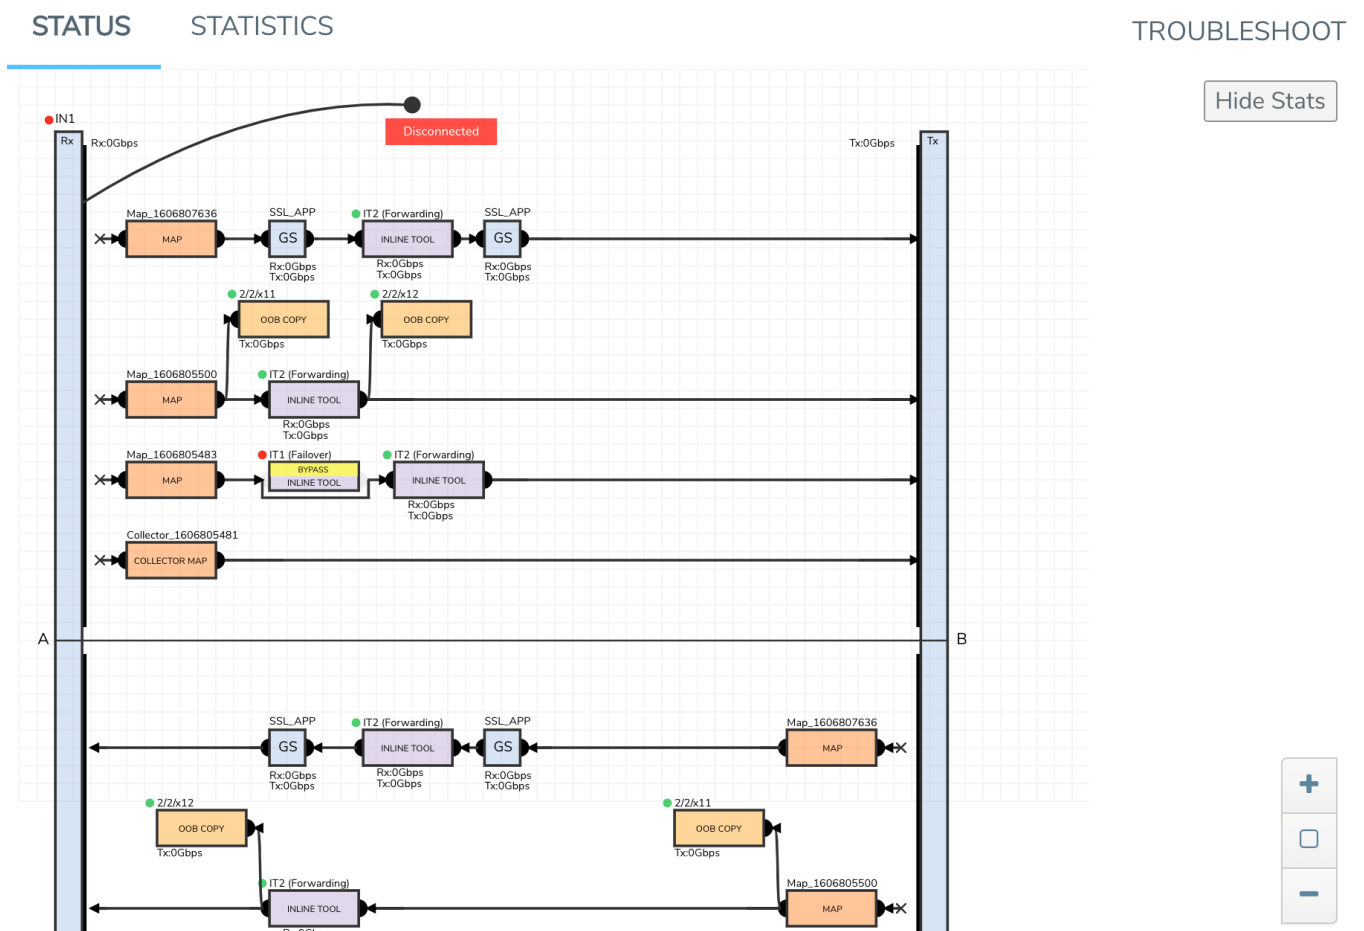 STATUS STATISTICS TROUBLESHOOT
Hide Stats
IN1
Disconnected
Rx Rx:0Gbps Tx:0Gbps Tx
Map_1606807636 SSL_APP IT2 (Forwarding) SSL_APP
MAP GS INLINE TOOL GS
Rx:0Gbps Rx:0Gbps Rx:0Gbps
Tx:0Gbps Tx:0Gbps Tx:0Gbps
2/2/x11 2/2/x12
OOB COPY OOB COPY
Tx:0Gbps Tx:0Gbps
Map_1606805500 IT2 (Forwarding)
MAP INLINE TOOL
Rx:0Gbps
Tx:0Gbps
Map_1606805483 IT1 (Failover) IT2 (Forwarding)
BYPASS
MAP INLINE TOOL INLINE TOOL
Rx:0Gbps
Tx:0Gbps
Collector_1606805481
COLLECTOR MAP
A B
SSL_APP IT2 (Forwarding) SSL_APP Map_1606807636
GS INLINE TOOL GS MAP
Rx:0Gbps Rx:0Gbps Rx:0Gbps
Tx:0Gbps Tx:0Gbps Tx:0Gbps
2/2/x12 2/2/x11
OOB COPY OOB COPY
Tx:0Gbps Tx:0Gbps
IT2 (Forwarding) Map_1606805500
INLINE TOOL MAP